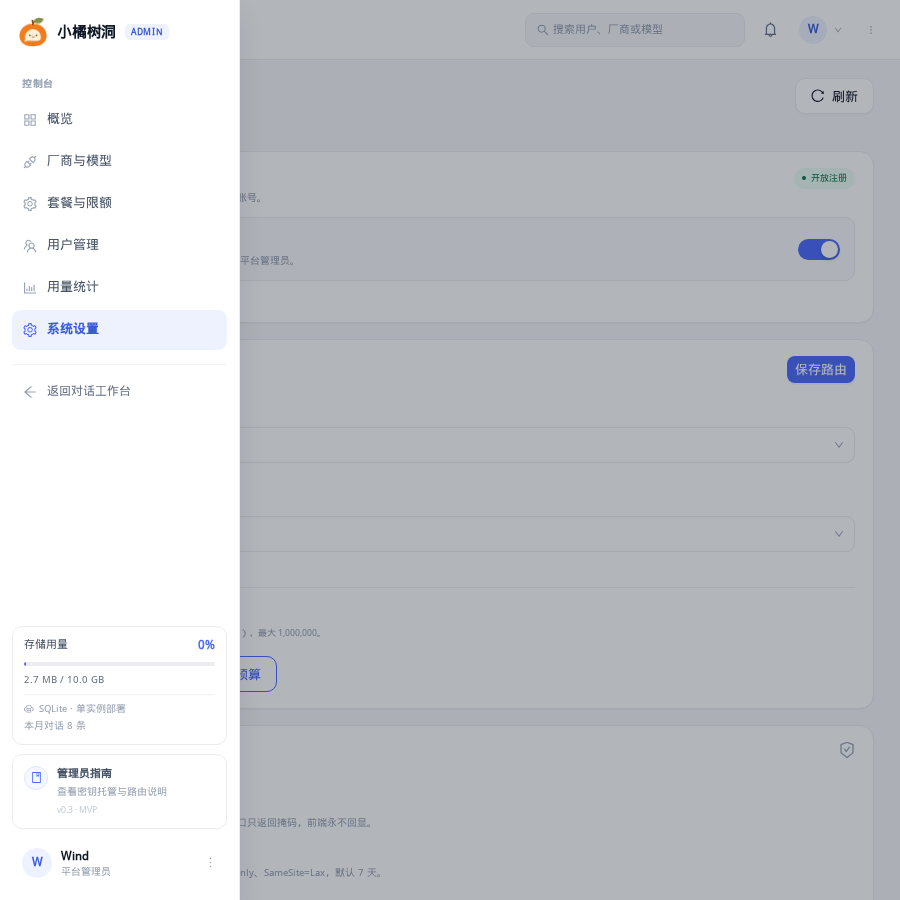 小橘树洞 ADMIN
搜索用户、厂商或模型
W
控制台
概览
厂商与模型
套餐与限额
用户管理
用量统计
系统设置
返回对话工作台
刷新
开放注册
账号。
平台管理员。
保存路由
），最大 1,000,000。
预算
口只返回掩码，前端永不回显。
nly、SameSite=Lax，默认 7 天。
存储用量 0%
2.7 MB / 10.0 GB
SQLite · 单实例部署
本月对话 8 条
管理员指南
查看密钥托管与路由说明
v0.3 · MVP
W
Wind
平台管理员